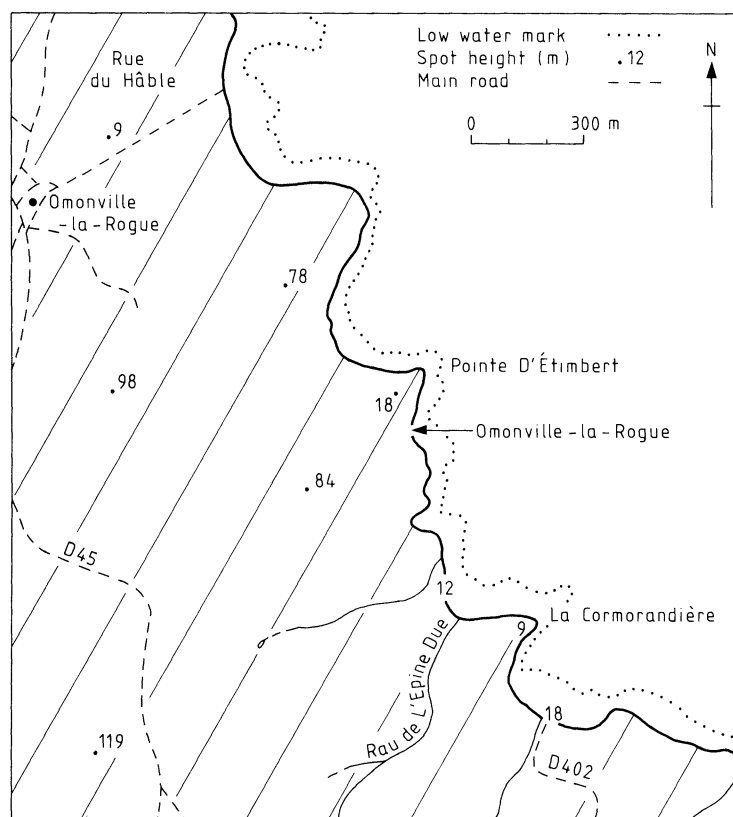 Low water mark
Spot height (m) .12
Main road
N
0 300 m
Rue
du Hâble
9
Omonville
-la-Rogue
78
Pointe D'Étimbert
98
18
Omonville-la-Rogue
84
D45
12
La Cormorandière
9
Rau de L'Epine Due
18
119
D402